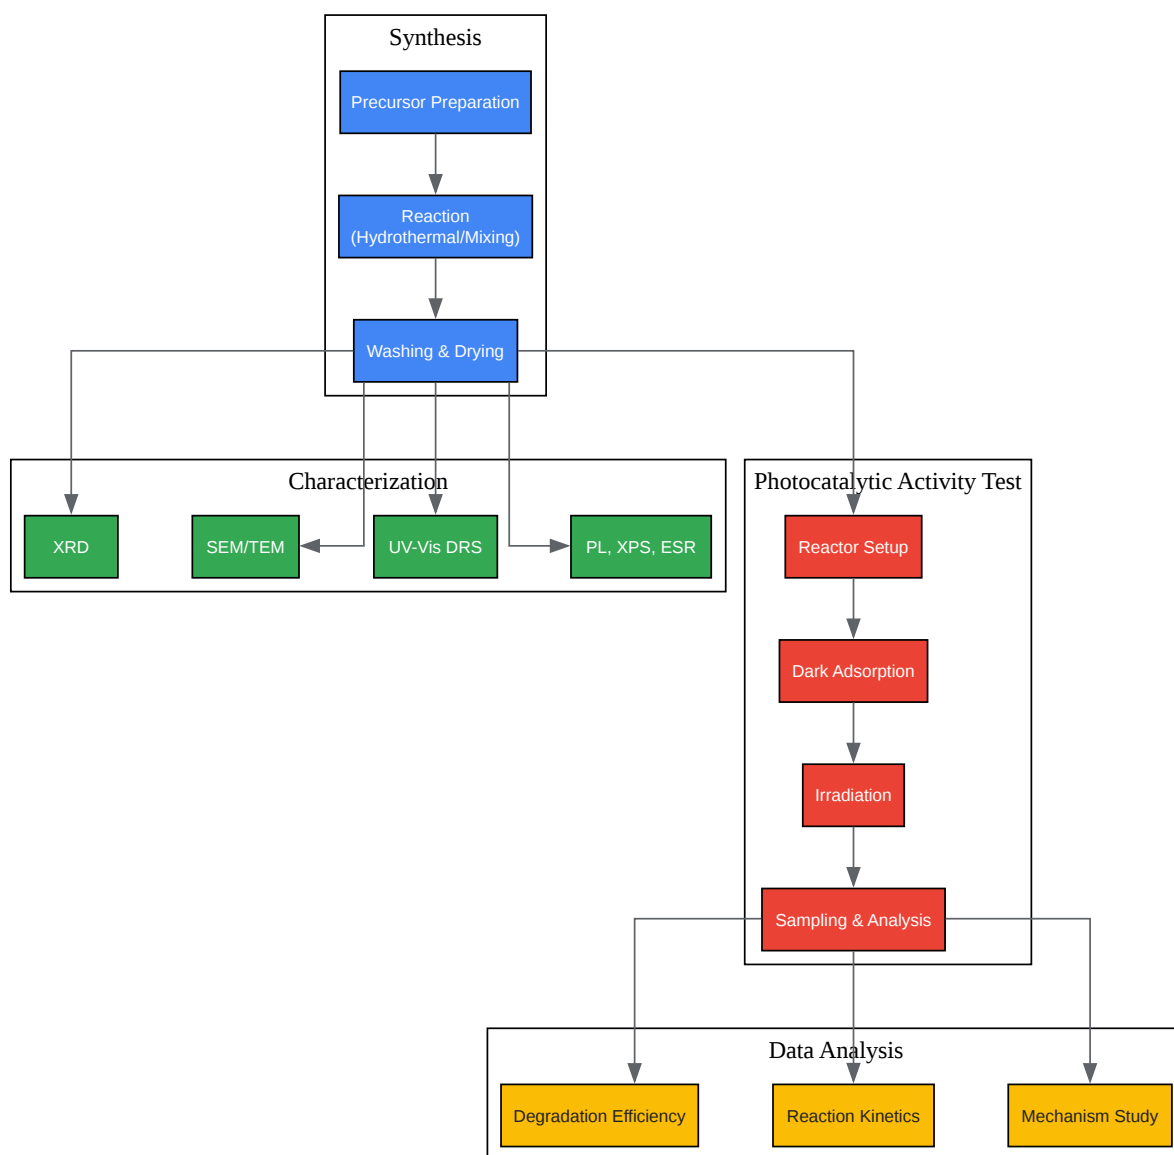 Synthesis
Precursor Preparation
Reaction
(Hydrothermal/Mixing)
Washing & Drying
Characterization
XRD
SEM/TEM
UV-Vis DRS
PL, XPS, ESR
Photocatalytic Activity Test
Reactor Setup
Dark Adsorption
Irradiation
Sampling & Analysis
Data Analysis
Degradation Efficiency
Reaction Kinetics
Mechanism Study